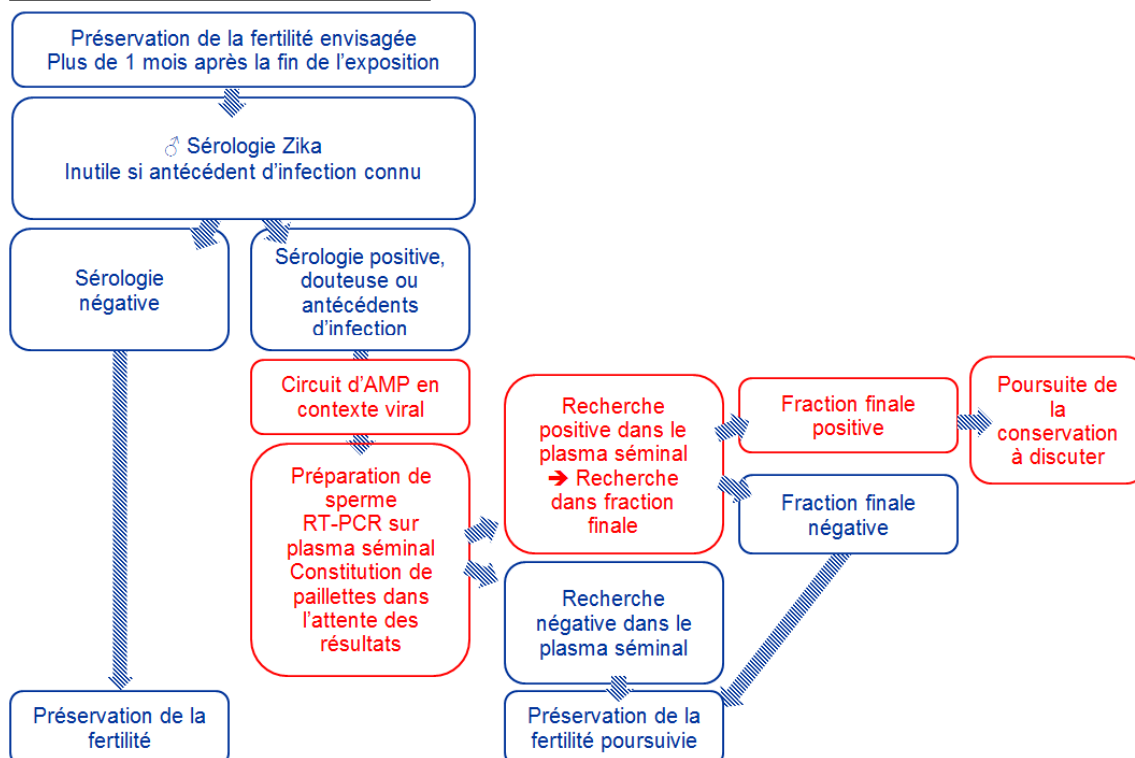 Préservation de la fertilité envisagée
Plus de 1 mois après la fin de l'exposition
♂ Sérologie Zika
Inutile si antécédent d'infection connu
Sérologie
négative
Sérologie positive,
douteuse ou
antécédents
d'infection
Circuit d'AMP en
contexte viral
Préparation de
sperme
RT-PCR sur
plasma séminal
Constitution de
paillettes dans
l'attente des
résultats
Recherche
positive dans le
plasma séminal
➔ Recherche
dans fraction
finale
Fraction finale
positive
Poursuite de
la
conservation
à discuter
Fraction finale
négative
Recherche
négative dans le
plasma séminal
Préservation de la
fertilité
Préservation de la
fertilité poursuivie